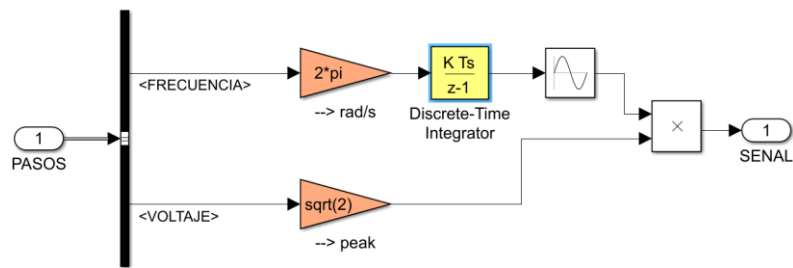 1
PASOS
<FRECUENCIA>
2*pi
--> rad/s
K Ts
z-1
Discrete-Time
Integrator
×
1
SENAL
<VOLTAJE>
sqrt(2)
--> peak